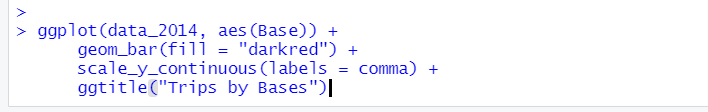 >
> ggplot(data_2014, aes(Base)) +
geom_bar(fill = "darkred") +
scale_y_continuous(labels = comma) +
ggtitle("Trips by Bases")